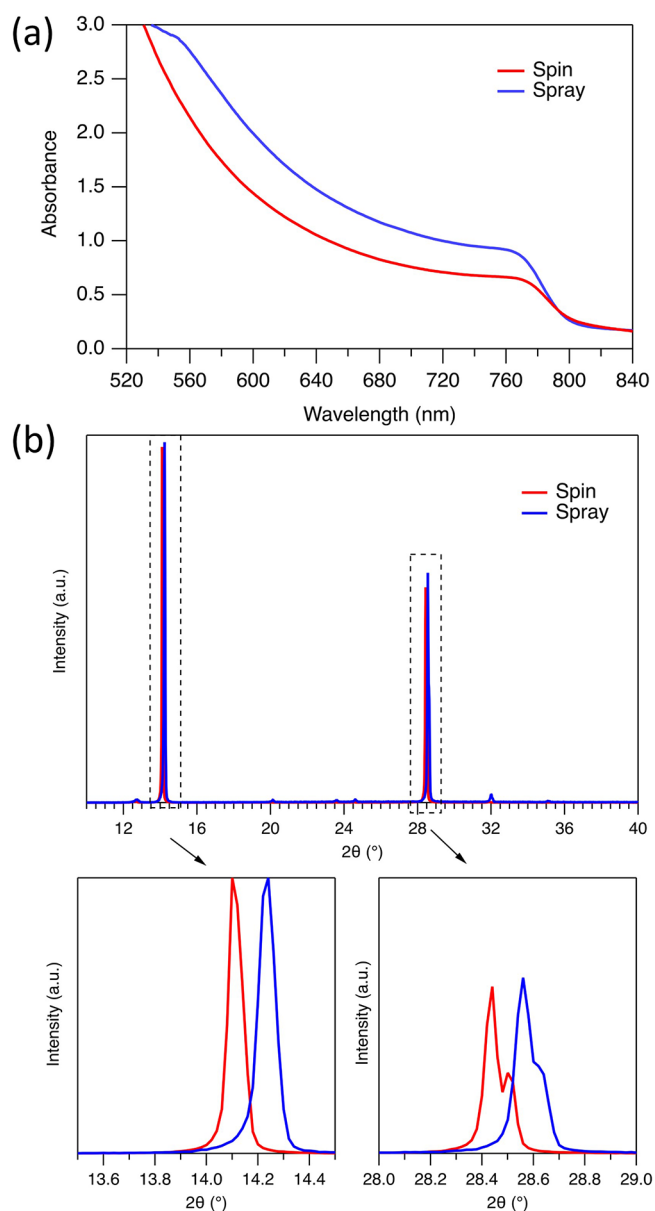 (a)
3.0
2.5
2.0
1.5
1.0
0.5
0.0
Absorbance
Spin
Spray
520 560 600 640 680 720 760 800 840
Wavelength (nm)
(b)
Intensity (a.u.)
Spin
Spray
12 16 20 24 28 32 36 40
2θ (°)
Intensity (a.u.)
13.6 13.8 14.0 14.2 14.4
2θ (°)
Intensity (a.u.)
28.0 28.2 28.4 28.6 28.8 29.0
2θ (°)